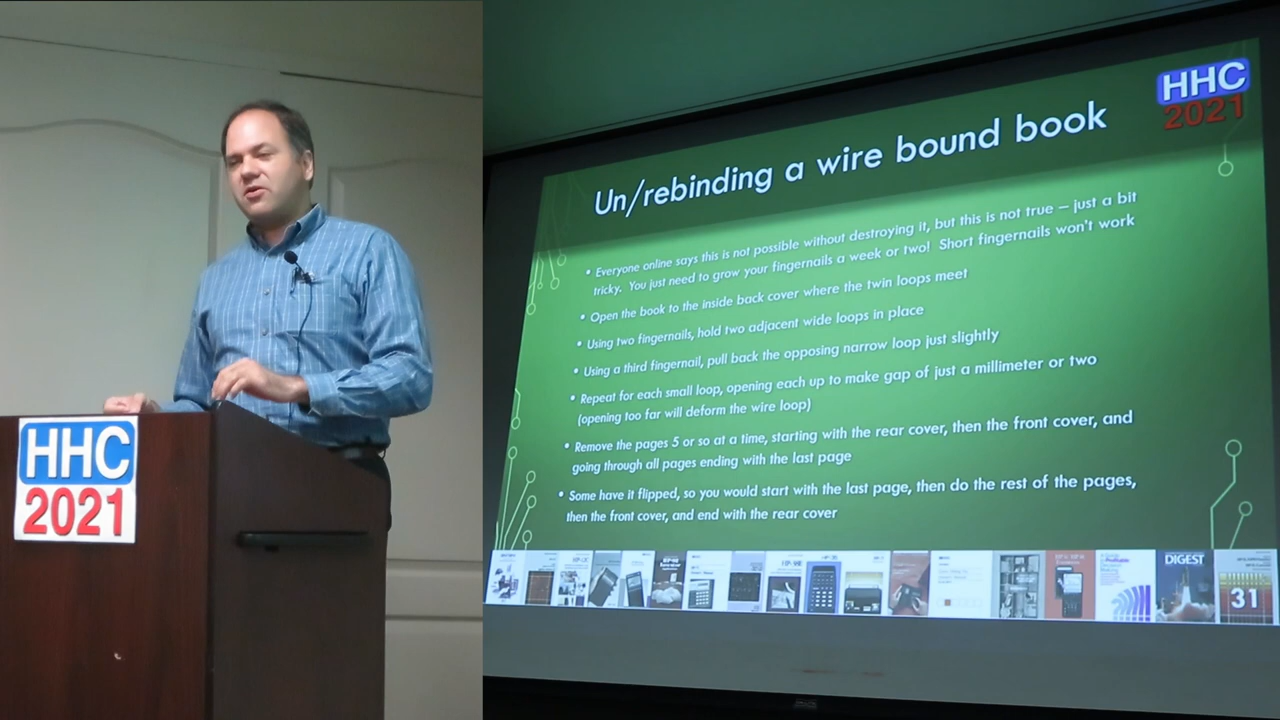 HHC
2021
HHC
2021
Un/rebinding a wire bound book
• Everyone online says this is not possible without destroying it, but this is not true – just a bit
tricky. You just need to grow your fingernails a week or two! Short fingernails won't work
• Open the book to the inside back cover where the twin loops meet
• Using two fingernails, hold two adjacent wide loops in place
• Using a third fingernail, pull back the opposing narrow loop just slightly
• Repeat for each small loop, opening each up to make gap of just a millimeter or two
(opening too far will deform the wire loop)
• Remove the pages 5 or so at a time, starting with the rear cover, then the front cover, and
going through all pages ending with the last page
• Some have it flipped, so you would start with the last page, then do the rest of the pages,
then the front cover, and end with the rear cover
DIGEST
31